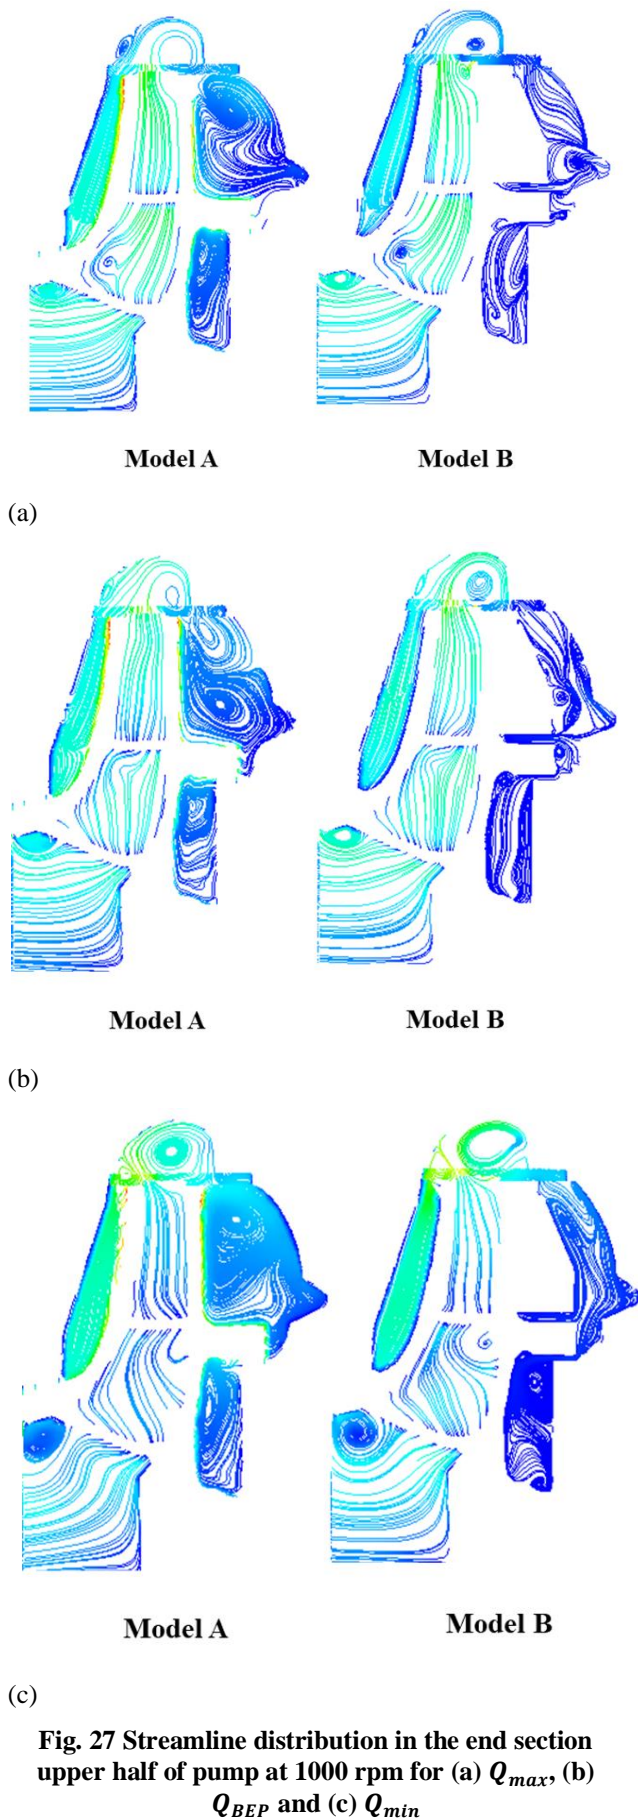 Model A Model B
(a)
Model A Model B
(b)
Model A Model B
(c)
Fig. 27 Streamline distribution in the end section
upper half of pump at 1000 rpm for (a) Q_max, (b)
Q_BEP and (c) Q_min